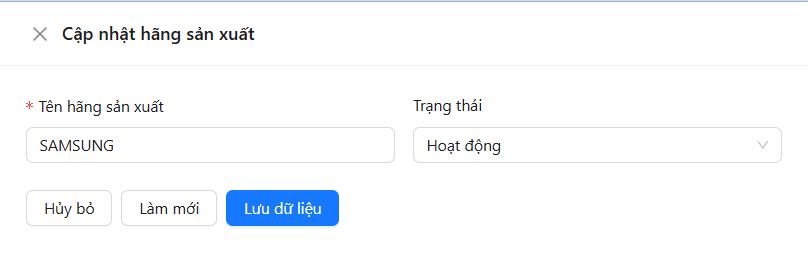 Cập nhật hãng sản xuất
* Tên hãng sản xuất
Trạng thái
SAMSUNG
Hoạt động
Hủy bỏ
Làm mới
Lưu dữ liệu